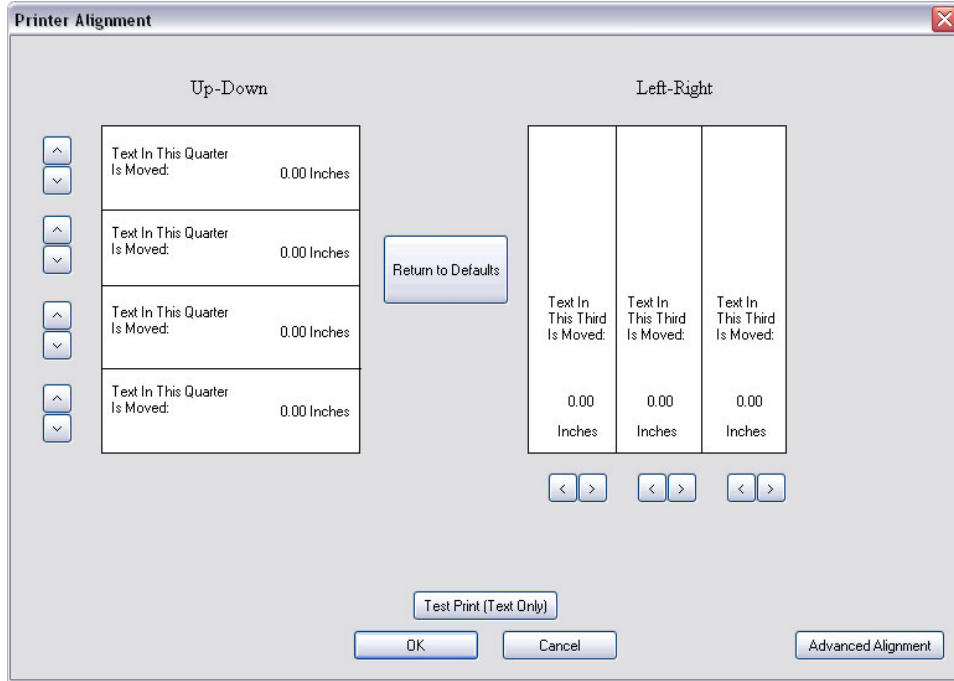 Printer Alignment
Up-Down
Left-Right
Text In This Quarter
Is Moved:
0.00 Inches
Text In This Quarter
Is Moved:
0.00 Inches
Text In This Quarter
Is Moved:
0.00 Inches
Text In This Quarter
Is Moved:
0.00 Inches
Return to Defaults
Text In
This Third
Is Moved:
0.00
Inches
Text In
This Third
Is Moved:
0.00
Inches
Text In
This Third
Is Moved:
0.00
Inches
Test Print (Text Only)
OK
Cancel
Advanced Alignment